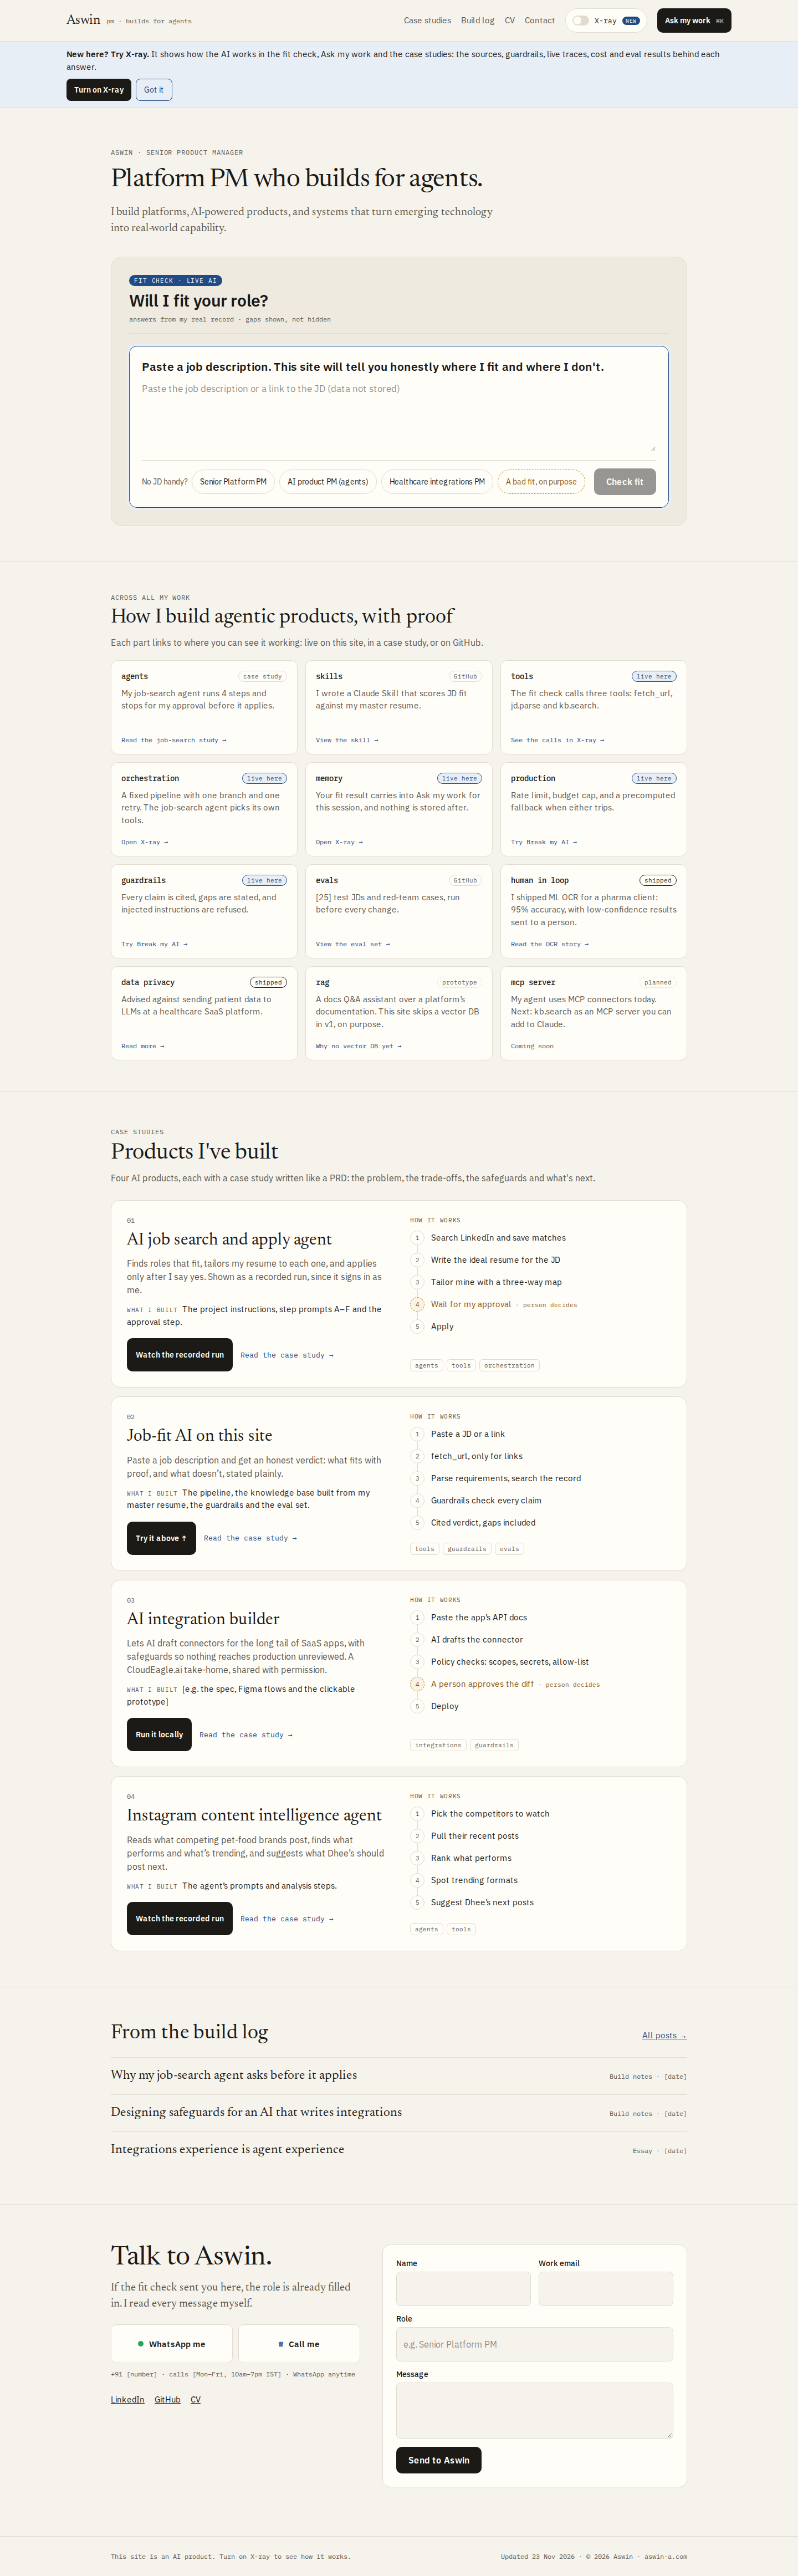 Aswin pm · builds for agents
Case studies Build log CV Contact X-ray NEW Ask my work ⌘K
New here? Try X-ray. It shows how the AI works in the fit check, Ask my work and the case studies: the sources, guardrails, live traces, cost and eval results behind each
answer.
Turn on X-ray Got it
ASWIN · SENIOR PRODUCT MANAGER
Platform PM who builds for agents.
I build platforms, AI-powered products, and systems that turn emerging technology
into real-world capability.
FIT CHECK · LIVE AI
Will I fit your role?
answers from my real record · gaps shown, not hidden
Paste a job description. This site will tell you honestly where I fit and where I don't.
Paste the job description or a link to the JD (data not stored)
No JD handy? Senior Platform PM AI product PM (agents) Healthcare integrations PM A bad fit, on purpose Check fit
ACROSS ALL MY WORK
How I build agentic products, with proof
Each part links to where you can see it working: live on this site, in a case study, or on GitHub.
agents case study
My job-search agent runs 4 steps and
stops for my approval before it applies.
Read the job-search study →
skills GitHub
I wrote a Claude Skill that scores JD fit
against my master resume.
View the skill →
tools live here
The fit check calls three tools: fetch_url,
jd.parse and kb.search.
See the calls in X-ray →
orchestration live here
A fixed pipeline with one branch and one
retry. The job-search agent picks its own
tools.
Open X-ray →
memory live here
Your fit result carries into Ask my work for
this session, and nothing is stored after.
Open X-ray →
production live here
Rate limit, budget cap, and a precomputed
fallback when either trips.
Try Break my AI →
guardrails live here
Every claim is cited, gaps are stated, and
injected instructions are refused.
Try Break my AI →
evals GitHub
[25] test JDs and red-team cases, run
before every change.
View the eval set →
human in loop shipped
I shipped ML OCR for a pharma client:
95% accuracy, with low-confidence results
sent to a person.
Read the OCR story →
data privacy shipped
Advised against sending patient data to
LLMs at a healthcare SaaS platform.
Read more →
rag prototype
A docs Q&A assistant over a platform's
documentation. This site skips a vector DB
in v1, on purpose.
Why no vector DB yet →
mcp server planned
My agent uses MCP connectors today.
Next: kb.search as an MCP server you can
add to Claude.
Coming soon
CASE STUDIES
Products I've built
Four AI products, each with a case study written like a PRD: the problem, the trade-offs, the safeguards and what's next.
01
AI job search and apply agent
Finds roles that fit, tailors my resume to each one, and applies
only after I say yes. Shown as a recorded run, since it signs in as
me.
WHAT I BUILT The project instructions, step prompts A–F and the
approval step.
Watch the recorded run Read the case study →
HOW IT WORKS
1 Search LinkedIn and save matches
2 Write the ideal resume for the JD
3 Tailor mine with a three-way map
4 Wait for my approval · person decides
5 Apply
agents tools orchestration
02
Job-fit AI on this site
Paste a job description and get an honest verdict: what fits with
proof, and what doesn't, stated plainly.
WHAT I BUILT The pipeline, the knowledge base built from my
master resume, the guardrails and the eval set.
Try it above ↑ Read the case study →
HOW IT WORKS
1 Paste a JD or a link
2 fetch_url, only for links
3 Parse requirements, search the record
4 Guardrails check every claim
5 Cited verdict, gaps included
tools guardrails evals
03
AI integration builder
Lets AI draft connectors for the long tail of SaaS apps, with
safeguards so nothing reaches production unreviewed. A
CloudEagle.ai take-home, shared with permission.
WHAT I BUILT [e.g. the spec, Figma flows and the clickable
prototype]
Run it locally Read the case study →
HOW IT WORKS
1 Paste the app's API docs
2 AI drafts the connector
3 Policy checks: scopes, secrets, allow-list
4 A person approves the diff · person decides
5 Deploy
integrations guardrails
04
Instagram content intelligence agent
Reads what competing pet-food brands post, finds what
performs and what's trending, and suggests what Dhee's should
post next.
WHAT I BUILT The agent's prompts and analysis steps.
Watch the recorded run Read the case study →
HOW IT WORKS
1 Pick the competitors to watch
2 Pull their recent posts
3 Rank what performs
4 Spot trending formats
5 Suggest Dhee's next posts
agents tools
From the build log
All posts →
Why my job-search agent asks before it applies Build notes · [date]
Designing safeguards for an AI that writes integrations Build notes · [date]
Integrations experience is agent experience Essay · [date]
Talk to Aswin.
If the fit check sent you here, the role is already filled
in. I read every message myself.
WhatsApp me ☎ Call me
+91 [number] · calls [Mon–Fri, 10am–7pm IST] · WhatsApp anytime
LinkedIn GitHub CV
Name Work email
Role
e.g. Senior Platform PM
Message
Send to Aswin
This site is an AI product. Turn on X-ray to see how it works.
Updated 23 Nov 2026 · © 2026 Aswin · aswin-a.com